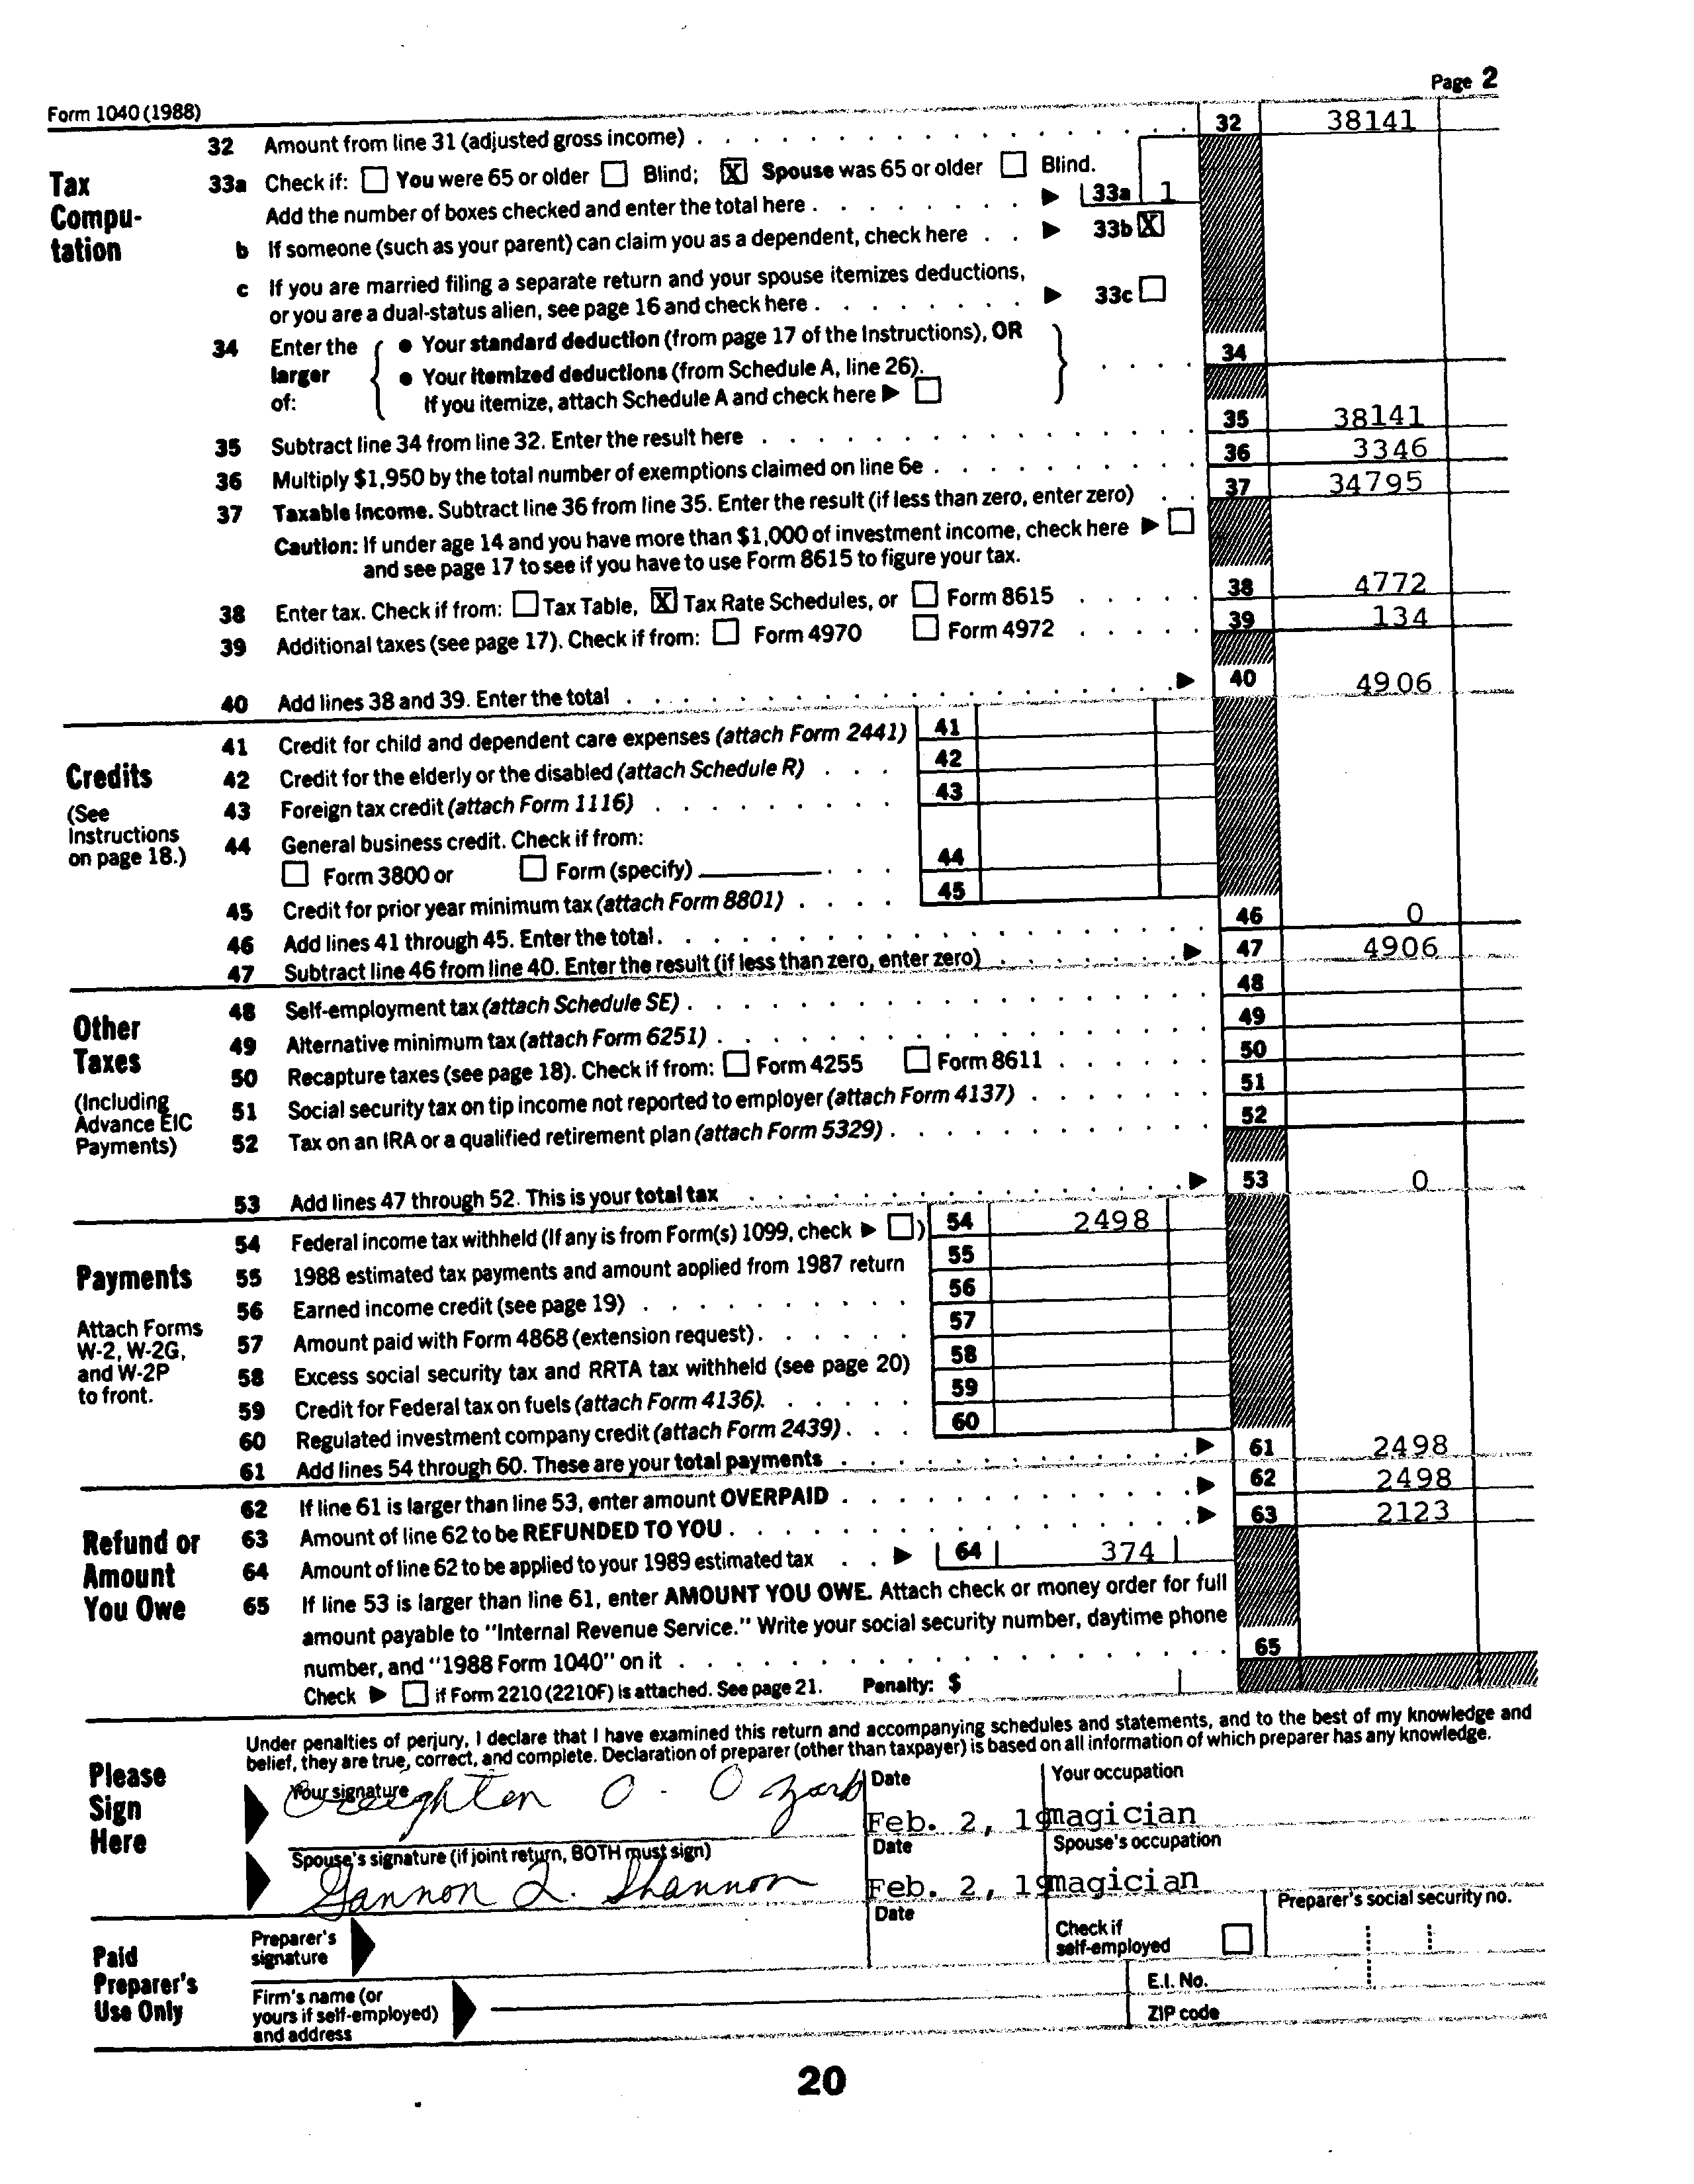 Page 2
Form 1040 (1988)
32 Amount from line 31 (adjusted gross income) . . . 32 38141
Tax Compu-tation
33a Check if: ☐ You were 65 or older ☐ Blind; ☒ Spouse was 65 or older ☐ Blind.
Add the number of boxes checked and enter the total here . . . ▶ 33a 1
b If someone (such as your parent) can claim you as a dependent, check here . . ▶ 33b ☒
c If you are married filing a separate return and your spouse itemizes deductions,
or you are a dual-status alien, see page 16 and check here . . . ▶ 33c ☐
34 Enter the larger of: { ● Your standard deduction (from page 17 of the Instructions), OR
● Your itemized deductions (from Schedule A, line 26).
If you itemize, attach Schedule A and check here ▶ ☐ } . . . . 34
35 Subtract line 34 from line 32. Enter the result here . . . 35 38141
36 Multiply $1,950 by the total number of exemptions claimed on line 6e . . . 36 3346
37 Taxable income. Subtract line 36 from line 35. Enter the result (if less than zero, enter zero) . . 37 34795
Caution: If under age 14 and you have more than $1,000 of investment income, check here ▶ ☐
and see page 17 to see if you have to use Form 8615 to figure your tax.
38 Enter tax. Check if from: ☐ Tax Table, ☒ Tax Rate Schedules, or ☐ Form 8615 . . . . . 38 4772
39 Additional taxes (see page 17). Check if from: ☐ Form 4970 ☐ Form 4972 . . . . . 39 134
40 Add lines 38 and 39. Enter the total . . . ▶ 40 4906
Credits
(See Instructions on page 18.)
41 Credit for child and dependent care expenses (attach Form 2441) 41
42 Credit for the elderly or the disabled (attach Schedule R) . . . 42
43 Foreign tax credit (attach Form 1116) . . . 43
44 General business credit. Check if from:
☐ Form 3800 or ☐ Form (specify) . . . 44
45 Credit for prior year minimum tax (attach Form 8801) . . . . 45
46 Add lines 41 through 45. Enter the total. . . . 46 0
47 Subtract line 46 from line 40. Enter the result (if less than zero, enter zero) . . . ▶ 47 4906
Other Taxes
(Including Advance EIC Payments)
48 Self-employment tax (attach Schedule SE) . . . 48
49 Alternative minimum tax (attach Form 6251) . . . 49
50 Recapture taxes (see page 18). Check if from: ☐ Form 4255 ☐ Form 8611 . . . 50
51 Social security tax on tip income not reported to employer (attach Form 4137) . . . 51
52 Tax on an IRA or a qualified retirement plan (attach Form 5329) . . . 52
53 Add lines 47 through 52. This is your total tax . . . ▶ 53 0
Payments
Attach Forms W-2, W-2G, and W-2P to front.
54 Federal income tax withheld (If any is from Form(s) 1099, check ▶ ☐) 54 2498
55 1988 estimated tax payments and amount applied from 1987 return 55
56 Earned income credit (see page 19) . . . 56
57 Amount paid with Form 4868 (extension request) . . . 57
58 Excess social security tax and RRTA tax withheld (see page 20) 58
59 Credit for Federal tax on fuels (attach Form 4136). . . . 59
60 Regulated investment company credit (attach Form 2439) . . . 60
61 Add lines 54 through 60. These are your total payments . . . ▶ 61 2498
Refund or Amount You Owe
62 If line 61 is larger than line 53, enter amount OVERPAID . . . ▶ 62 2498
63 Amount of line 62 to be REFUNDED TO YOU . . . ▶ 63 2123
64 Amount of line 62 to be applied to your 1989 estimated tax . . ▶ 64 374
65 If line 53 is larger than line 61, enter AMOUNT YOU OWE. Attach check or money order for full
amount payable to "Internal Revenue Service." Write your social security number, daytime phone
number, and "1988 Form 1040" on it . . . 65
Check ▶ ☐ if Form 2210 (2210F) is attached. See page 21. Penalty: $
Please Sign Here
Under penalties of perjury, I declare that I have examined this return and accompanying schedules and statements, and to the best of my knowledge and
belief, they are true, correct, and complete. Declaration of preparer (other than taxpayer) is based on all information of which preparer has any knowledge.
Your signature Date Your occupation
Creighten O. Ozark Feb. 2, 19 magician
Spouse's signature (if joint return, BOTH must sign) Date Spouse's occupation
Gannon Q. Shannon Feb. 2, 19 magician
Paid Preparer's Use Only
Preparer's signature Date Check if self-employed ☐ Preparer's social security no.
Firm's name (or yours if self-employed) and address E.I. No.
ZIP code
20